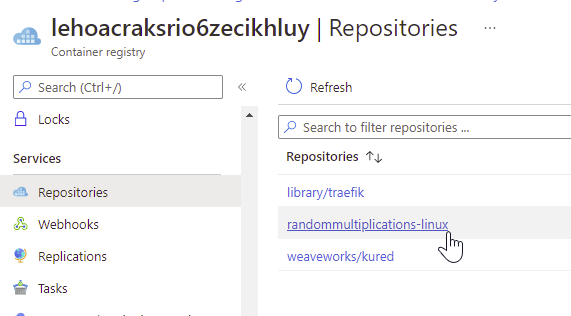 lehoacraksrio6zecikhluy | Repositories ...
Container registry
Search (Ctrl+/)
«
Locks
Services
Repositories
Webhooks
Replications
Tasks
Refresh
Search to filter repositories ...
Repositories ↑↓
library/traefik
randommultiplications-linux
weaveworks/kured